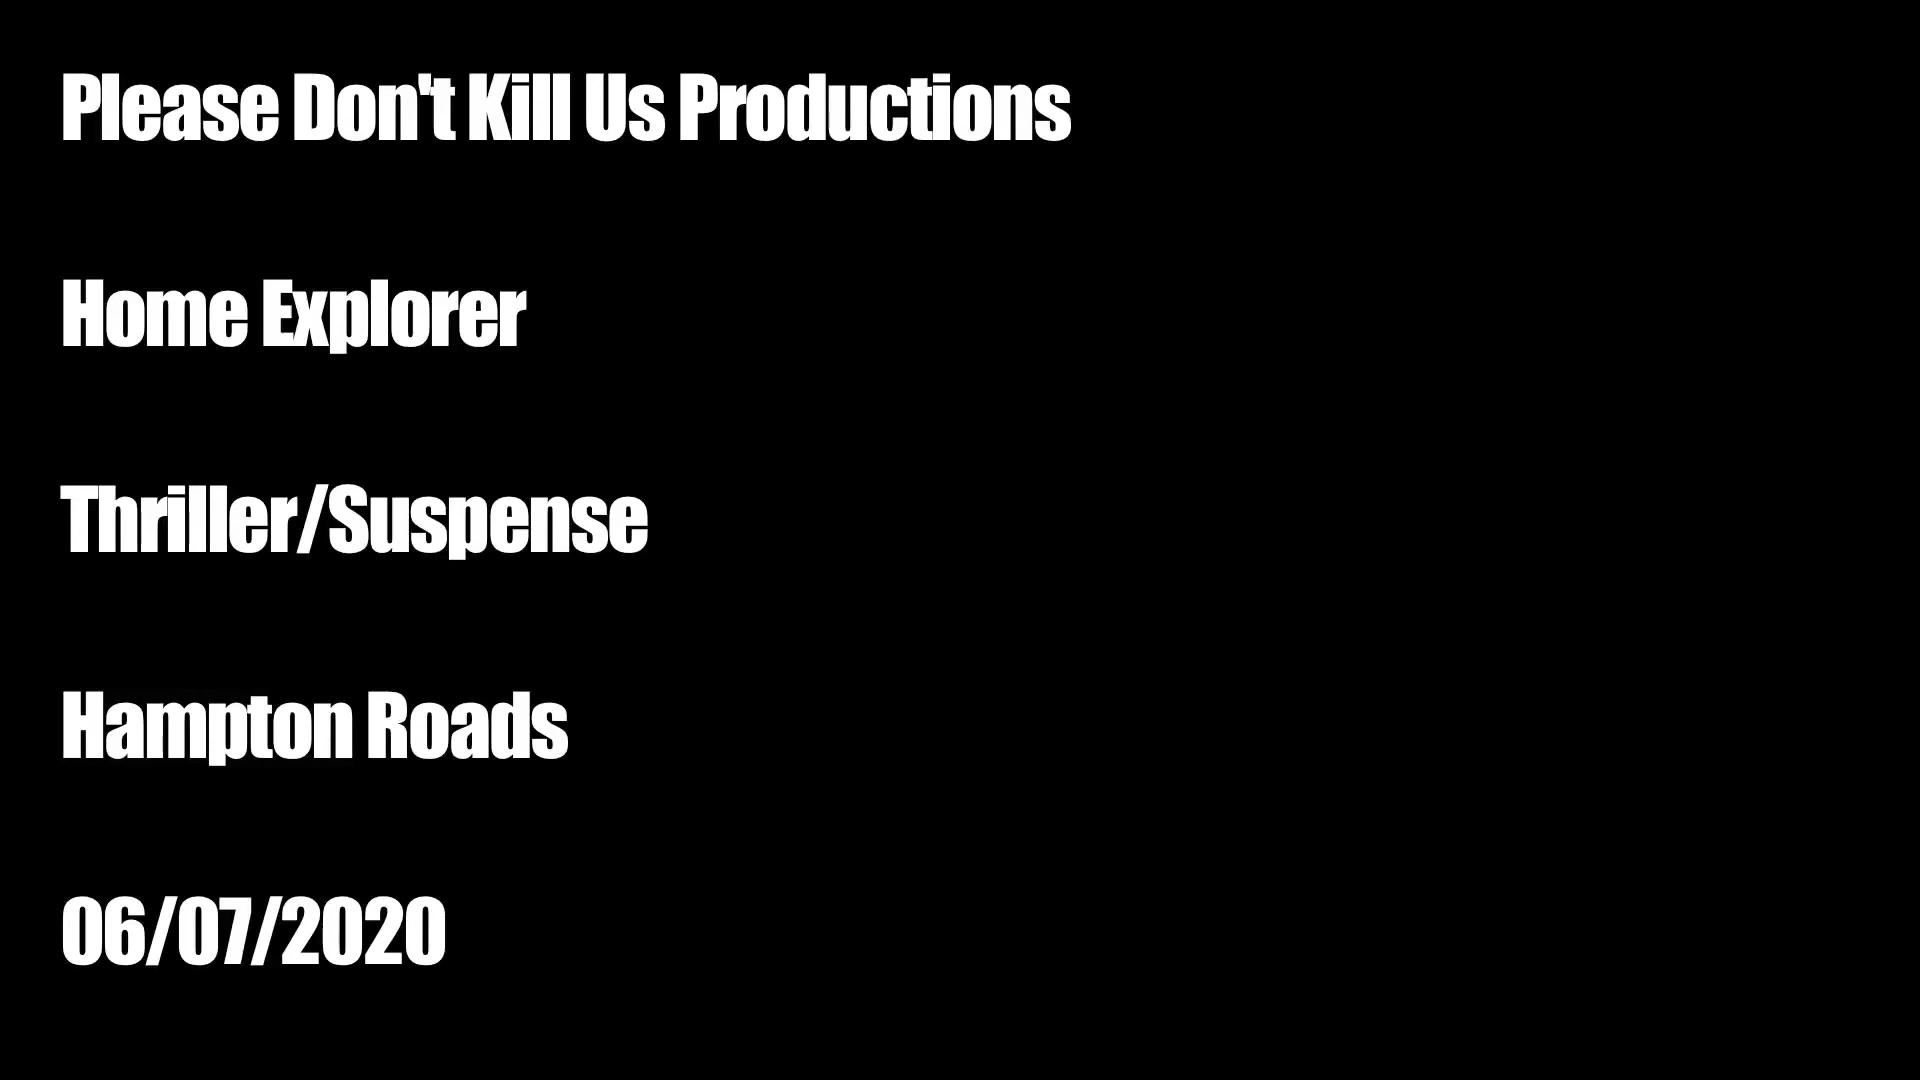 Please Don't Kill Us Productions
Home Explorer
Thriller/Suspense
Hampton Roads
06/07/2020